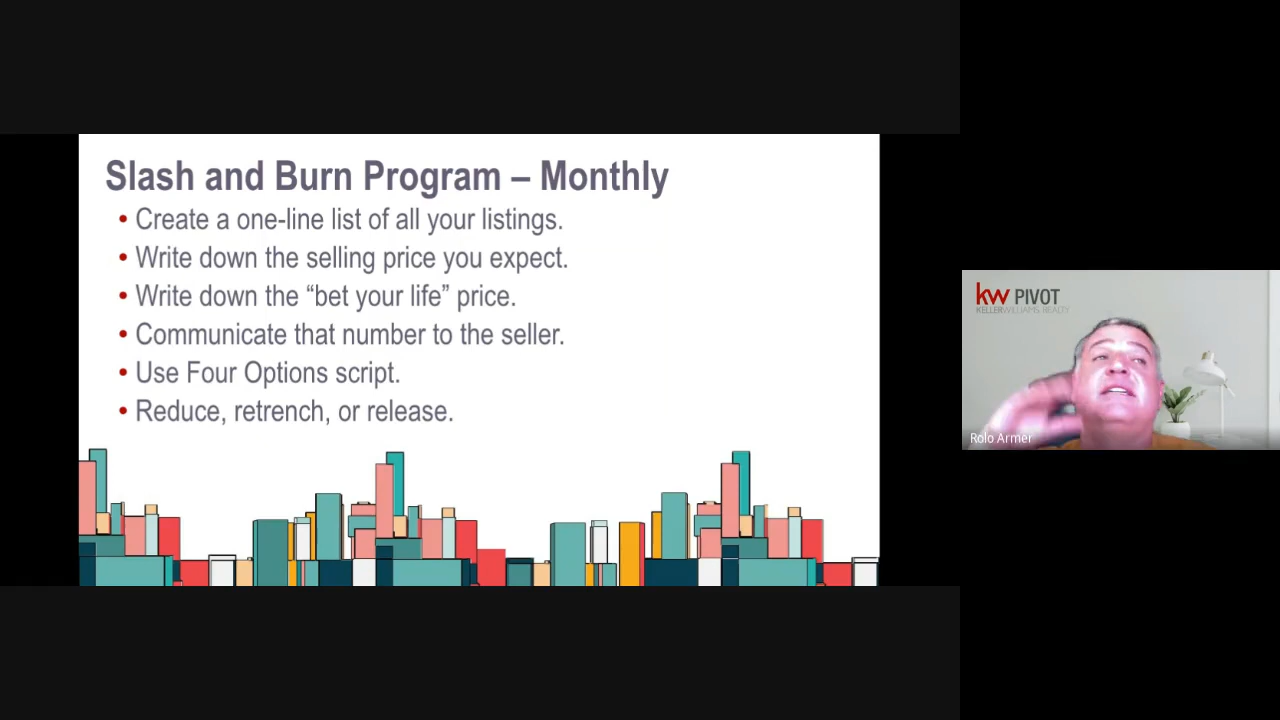 Slash and Burn Program – Monthly
• Create a one-line list of all your listings.
• Write down the selling price you expect.
• Write down the “bet your life” price.
• Communicate that number to the seller.
• Use Four Options script.
• Reduce, retrench, or release.
kw PIVOT
KELLERWILLIAMS. REALTY
Rolo Armer